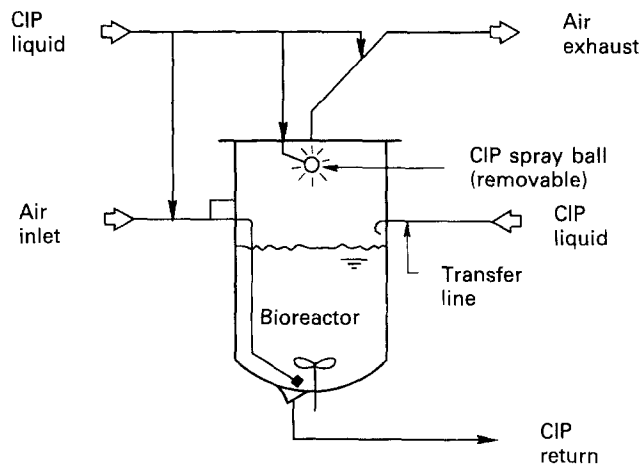 CIP
liquid
Air
exhaust
CIP spray ball
(removable)
Air
inlet
CIP
liquid
Transfer
line
Bioreactor
CIP
return